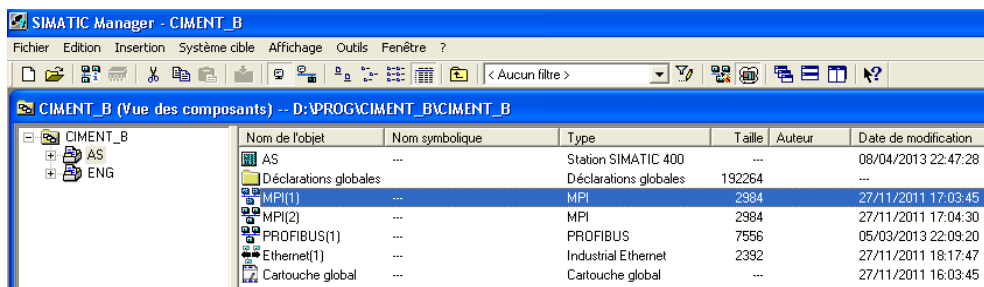 SIMATIC Manager - CIMENT_B
Fichier Edition Insertion Système cible Affichage Outils Fenêtre ?
< Aucun filtre >
CIMENT_B (Vue des composants) -- D:\PROG\CIMENT_B\CIMENT_B
CIMENT_B
AS
ENG
Nom de l'objet Nom symbolique Type Taille Auteur Date de modification
AS --- Station SIMATIC 400 --- 08/04/2013 22:47:28
Déclarations globales Déclarations globales 192264 ---
MPI(1) --- MPI 2984 27/11/2011 17:03:45
MPI(2) --- MPI 2984 27/11/2011 17:04:30
PROFIBUS(1) --- PROFIBUS 7556 05/03/2013 22:09:20
Ethernet(1) --- Industrial Ethernet 2392 27/11/2011 18:17:47
Cartouche global --- Cartouche global --- 27/11/2011 16:03:45